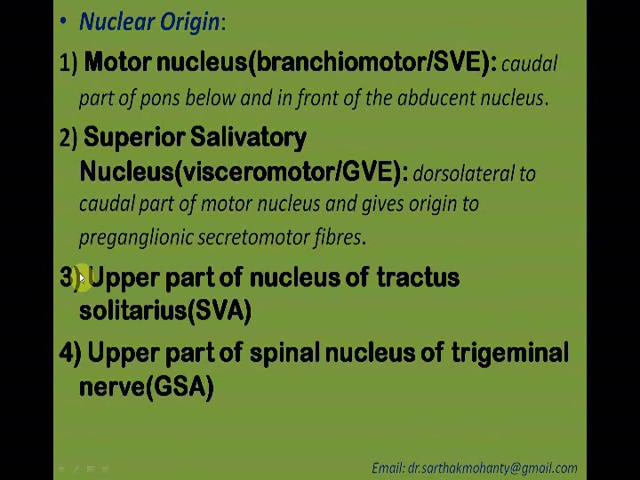 • Nuclear Origin:
1) Motor nucleus(branchiomotor/SVE): caudal
part of pons below and in front of the abducent nucleus.
2) Superior Salivatory
Nucleus(visceromotor/GVE): dorsolateral to
caudal part of motor nucleus and gives origin to
preganglionic secretomotor fibres.
3) Upper part of nucleus of tractus
solitarius(SVA)
4) Upper part of spinal nucleus of trigeminal
nerve(GSA)
Email: dr.sarthakmohanty@gmail.com